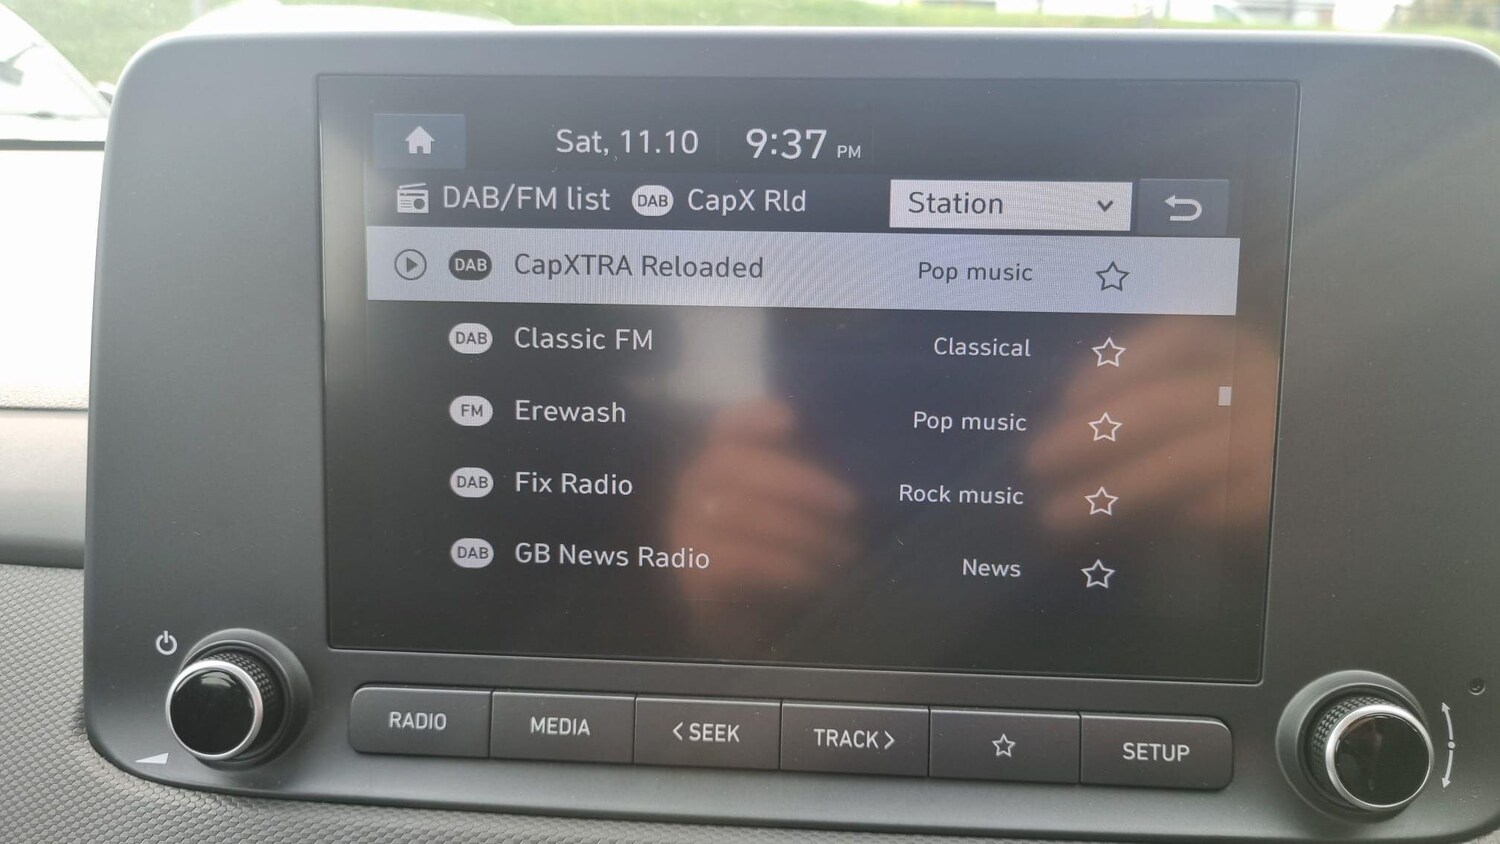 Sat, 11.10 9:37 PM
DAB/FM list DAB CapX Rld Station
DAB CapXTRA Reloaded Pop music
DAB Classic FM Classical
FM Erewash Pop music
DAB Fix Radio Rock music
DAB GB News Radio News
RADIO MEDIA < SEEK TRACK > SETUP